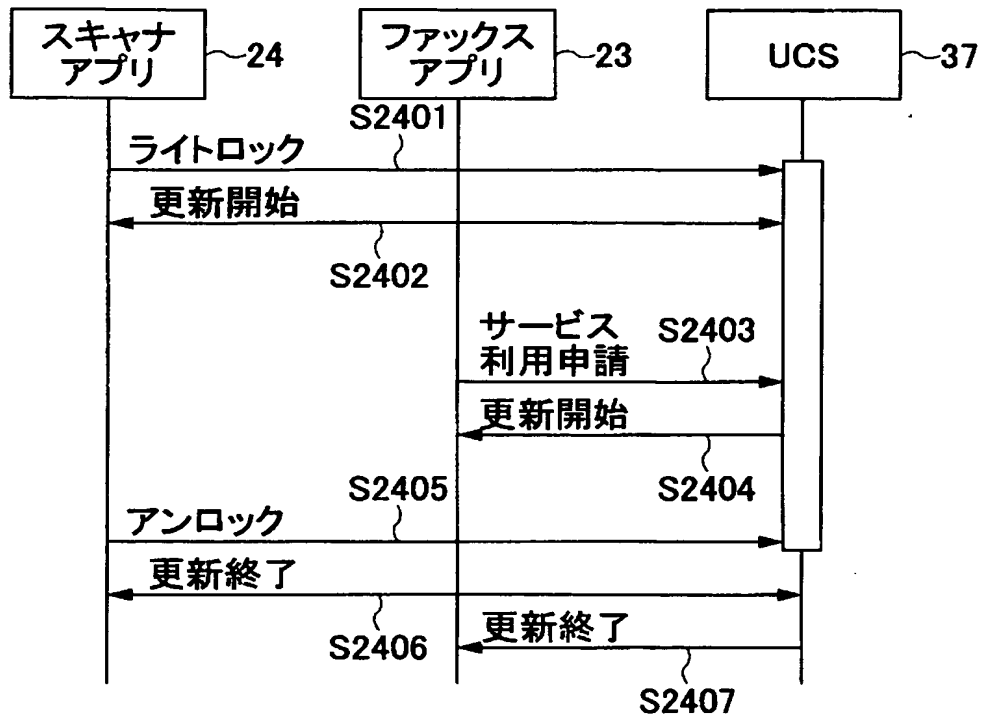 スキャナ
アプリ
24
ファックス
アプリ
23
UCS
37
S2401
ライトロック
更新開始
S2402
サービス
利用申請
S2403
更新開始
S2404
S2405
アンロック
更新終了
S2406
更新終了
S2407